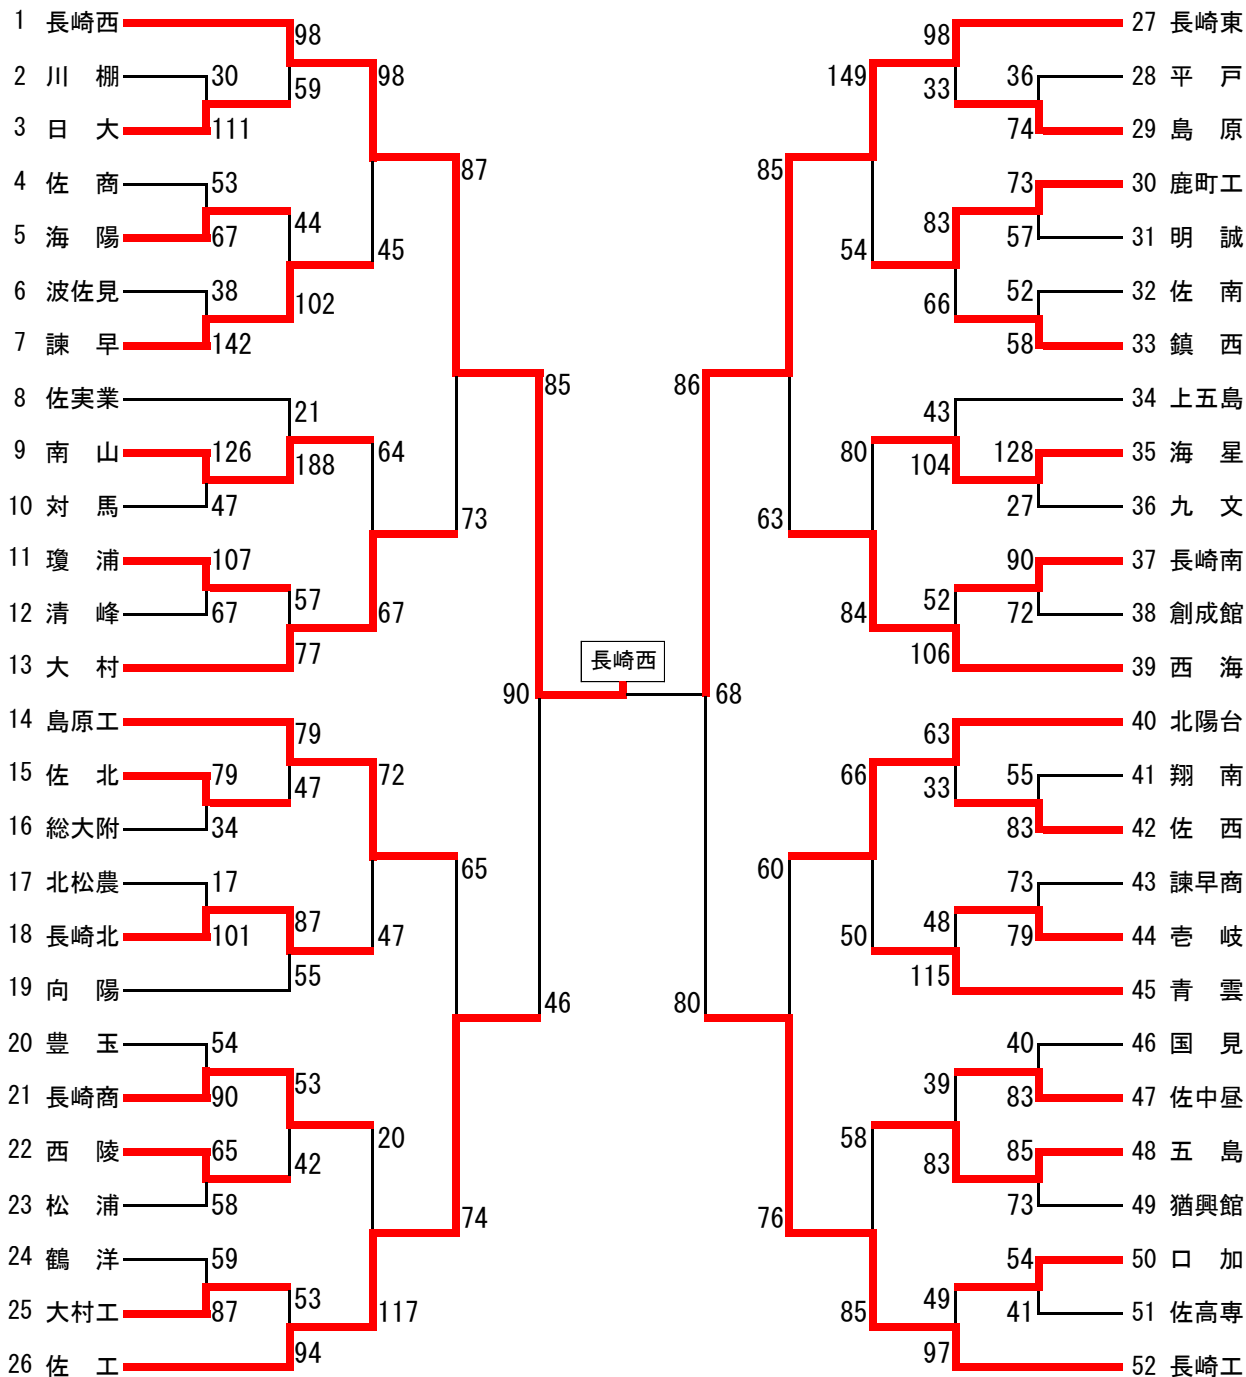 1 長崎西
98
98 27 長崎東
2 川 棚 30
59
98
149
33
36 28 平 戸
3 日 大 111
74 29 島 原
87
85
4 佐 商 53
73 30 鹿町工
44
83
5 海 陽 67
57 31 明 誠
45
54
6 波佐見 38
102
66
52 32 佐 南
7 諫 早 142
58 33 鎮 西
85
86
8 佐実業
21
43
34 上五島
9 南 山 126
188
64
80
104
128 35 海 星
10 対 馬 47
27 36 九 文
73
63
11 瓊 浦 107
90 37 長崎南
57
52
12 清 峰 67
67
84
72 38 創成館
13 大 村
77
106
39 西 海
長崎西
90
68
14 島原工
79
63
40 北陽台
15 佐 北 79
47
72
66
33
55 41 翔 南
16 総大附 34
83 42 佐 西
65
60
17 北松農 17
73 43 諫早商
87
48
18 長崎北 101
79 44 壱 岐
47
50
19 向 陽
55
115
45 青 雲
46
80
20 豊 玉 54
40 46 国 見
53
39
21 長崎商 90
83 47 佐中昼
20
58
22 西 陵 65
42
83
85 48 五 島
23 松 浦 58
73 49 猶興館
74
76
24 鶴 洋 59
54 50 口 加
53
49
25 大村工 87
117
85
41 51 佐高専
26 佐 工
94
97
52 長崎工